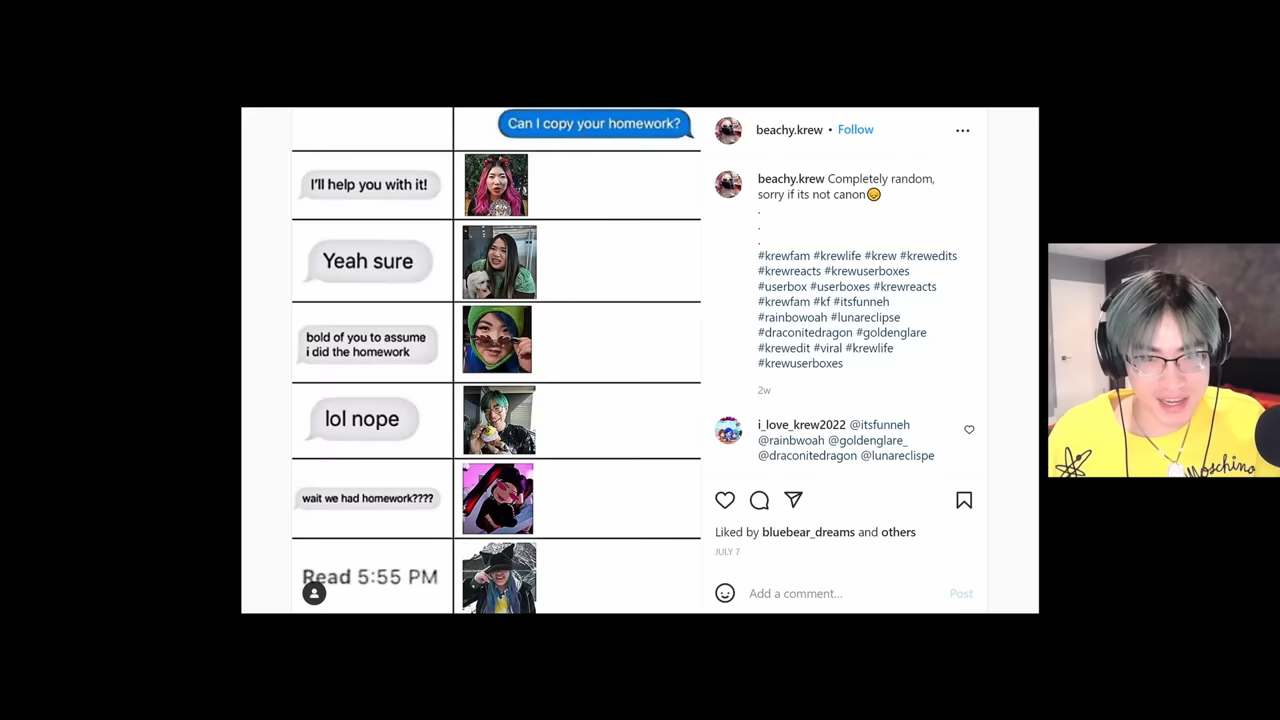 Can I copy your homework?
I'll help you with it!
Yeah sure
bold of you to assume
i did the homework
lol nope
wait we had homework????
Read 5:55 PM
beachy.krew • Follow
beachy.krew Completely random,
sorry if its not canon😞
.
.
.
#krewfam #krewlife #krew #krewedits
#krewreacts #krewuserboxes
#userbox #userboxes #krewreacts
#krewfam #kf #itsfunneh
#rainbowoah #lunareclipse
#draconitedragon #goldenglare
#krewedit #viral #krewlife
#krewuserboxes
2w
i_love_krew2022 @itsfunneh
@rainbwoah @goldenglare_
@draconitedragon @lunareclispe
Liked by bluebear_dreams and others
JULY 7
Add a comment...
Post
Moschino